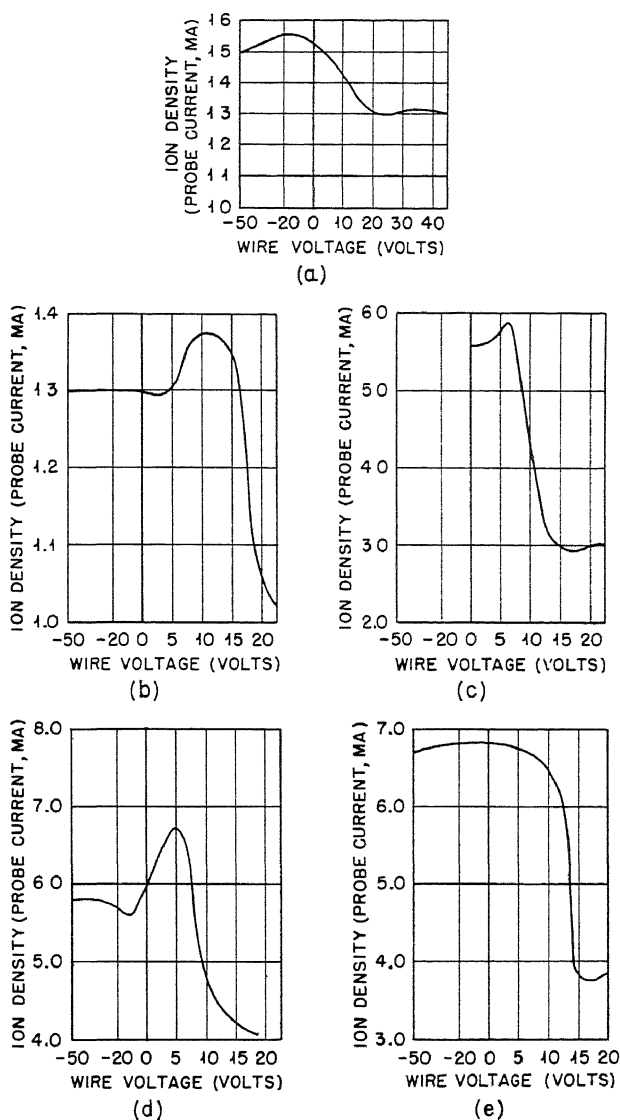 ION DENSITY
(PROBE CURRENT, MA)
1 6
1 5
1 4
1 3
1 2
1 1
1 0
-50 -20 0 10 20 30 40
WIRE VOLTAGE (VOLTS)
(a)
ION DENSITY (PROBE CURRENT, MA)
1.4
1 3
1.2
1.1
1.0
-50 -20 0 5 10 15 20
WIRE VOLTAGE (VOLTS)
(b)
ION DENSITY (PROBE CURRENT, MA)
6 0
5.0
4 0
3 0
2.0
-50 -20 0 5 10 15 20
WIRE VOLTAGE (VOLTS)
(c)
ION DENSITY (PROBE CURRENT, MA)
8.0
7.0
6 0
5.0
4.0
-50 -20 0 5 10 15 20
WIRE VOLTAGE (VOLTS)
(d)
ION DENSITY (PROBE CURRENT, MA)
7.0
6.0
5.0
4.0
3.0
-50 -20 0 5 10 15 20
WIRE VOLTAGE (VOLTS)
(e)